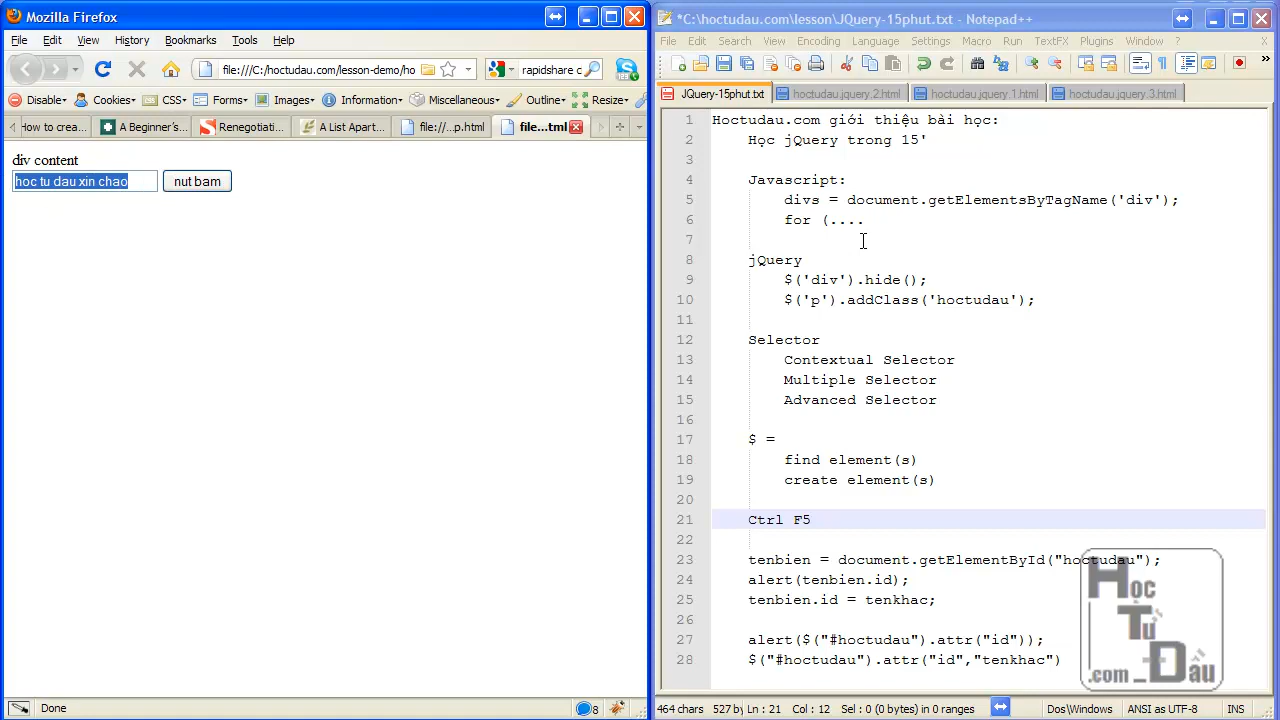 Mozilla Firefox
File Edit View History Bookmarks Tools Help
file:///C:/hoctudau.com/lesson-demo/ rapidshare c
Disable Cookies CSS Forms Images Informa Miscellaneous Outline Resize
How to crea... A Beginner's... Renegotiati... A List Apart... file://...p.html file:...tml
div content
hoc tu dau xin chao nut bam
Done 8
*C:\hoctudau.com\lesson\JQuery-15phut.txt - Notepad++
File Edit Search View Encoding Language Settings Macro Run TextFX Plugins Window ? X
JQuery-15phut.txt hoctudau.jquery.2.html hoctudau.jquery.1.html hoctudau.jquery.3.html
1 Hoctudau.com giới thiệu bài học:
2 Học jQuery trong 15'
3
4 Javascript:
5 divs = document.getElementsByTagName('div');
6 for (....
7
8 jQuery
9 $('div').hide();
10 $('p').addClass('hoctudau');
11
12 Selector
13 Contextual Selector
14 Multiple Selector
15 Advanced Selector
16
17 $ =
18 find element(s)
19 create element(s)
20
21 Ctrl F5
22
23 tenbien = document.getElementById("hoctudau");
24 alert(tenbien.id);
25 tenbien.id = tenkhac;
26
27 alert($("#hoctudau").attr("id"));
28 $("#hoctudau").attr("id","tenkhac")
Học
Từ
.com_Đầu
464 chars 527 by Ln : 21 Col : 12 Sel : 0 (0 bytes) in 0 ranges Dos\Windows ANSI as UTF-8 INS